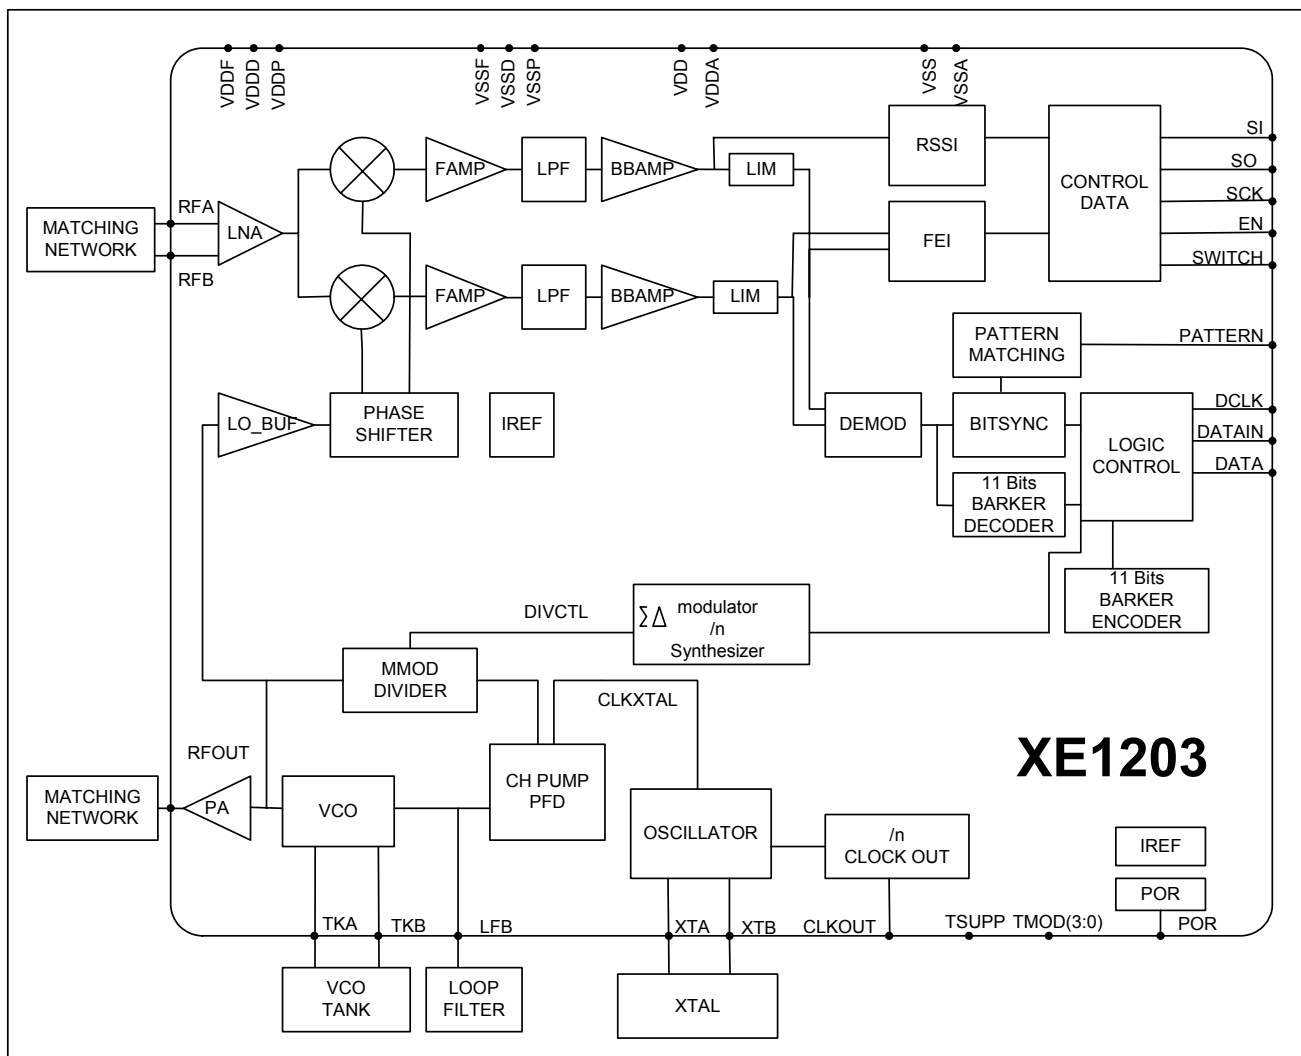 VDDF
VDDD
VDDP
VSSF
VSSD
VSSP
VDD
VDDA
VSS
VSSA
RSSI
CONTROL
DATA
SI
SO
SCK
EN
SWITCH
FAMP
LPF
BBAMP
LIM
MATCHING
NETWORK
RFA
RFB
LNA
FEI
FAMP
LPF
BBAMP
LIM
PATTERN
MATCHING
PATTERN
LO_BUF
PHASE
SHIFTER
IREF
DEMOD
BITSYNC
LOGIC
CONTROL
DCLK
DATAIN
DATA
11 Bits
BARKER
DECODER
11 Bits
BARKER
ENCODER
DIVCTL
ΣΔ modulator
/n
Synthesizer
MMOD
DIVIDER
CLKXTAL
XE1203
RFOUT
MATCHING
NETWORK
PA
VCO
CH PUMP
PFD
OSCILLATOR
/n
CLOCK OUT
IREF
POR
TKA
TKB
LFB
XTA
XTB
CLKOUT
TSUPP
TMOD(3:0)
POR
VCO
TANK
LOOP
FILTER
XTAL